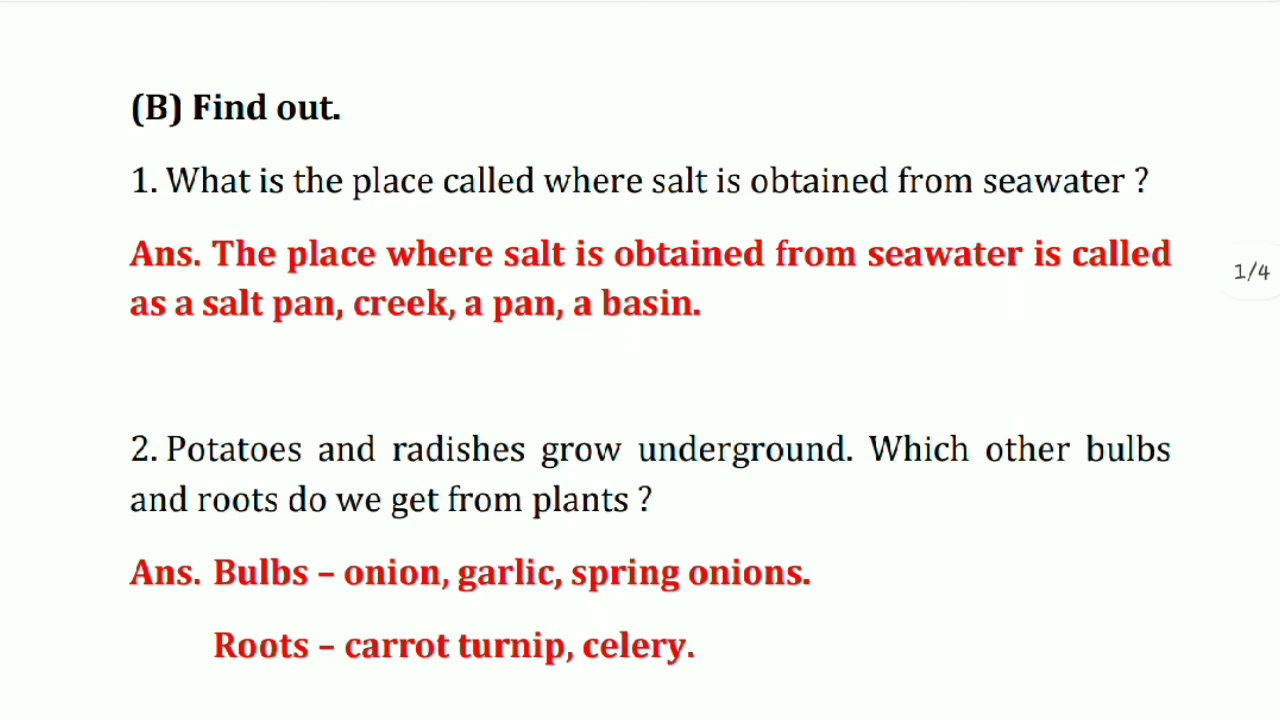 (B) Find out.
1. What is the place called where salt is obtained from seawater ?
Ans. The place where salt is obtained from seawater is called
as a salt pan, creek, a pan, a basin.
1/4
2. Potatoes and radishes grow underground. Which other bulbs
and roots do we get from plants ?
Ans. Bulbs – onion, garlic, spring onions.
Roots – carrot turnip, celery.